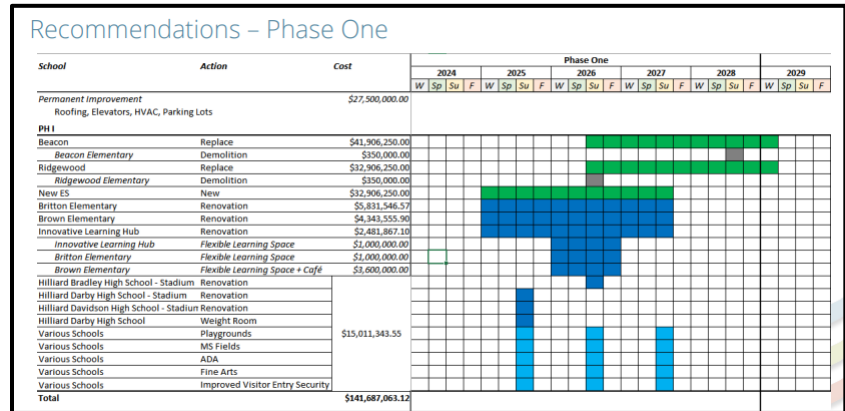 Recommendations – Phase One
School Action Cost Phase One
2024 2025 2026 2027 2028 2029
W Sp Su F W Sp Su F W Sp Su F W Sp Su F W Sp Su F W Sp Su F
Permanent Improvement $27,500,000.00
Roofing, Elevators, HVAC, Parking Lots
PH I
Beacon Replace $41,906,250.00
Beacon Elementary Demolition $350,000.00
Ridgewood Replace $32,906,250.00
Ridgewood Elementary Demolition $350,000.00
New ES New $32,906,250.00
Britton Elementary Renovation $5,831,546.57
Brown Elementary Renovation $4,343,555.90
Innovative Learning Hub Renovation $2,481,867.10
Innovative Learning Hub Flexible Learning Space $1,000,000.00
Britton Elementary Flexible Learning Space $1,000,000.00
Brown Elementary Flexible Learning Space + Café $3,600,000.00
Hilliard Bradley High School - Stadium Renovation
Hilliard Darby High School - Stadium Renovation
Hilliard Davidson High School - Stadiun Renovation
Hilliard Darby High School Weight Room
Various Schools Playgrounds $15,011,343.55
Various Schools MS Fields
Various Schools ADA
Various Schools Fine Arts
Various Schools Improved Visitor Entry Security
Total $141,687,063.12